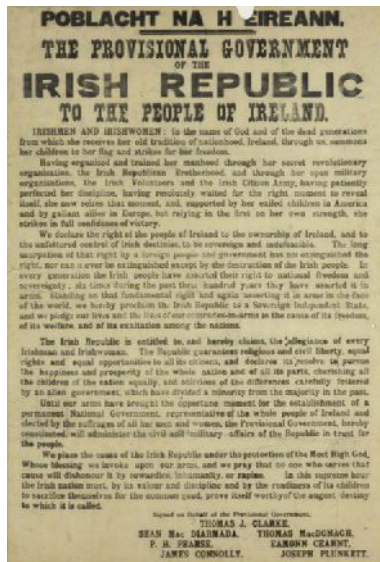 POBLACHT NA H EIREANN.
THE PROVISIONAL GOVERNMENT
OF THE
IRISH REPUBLIC
TO THE PEOPLE OF IRELAND.
IRISHMEN AND IRISHWOMEN: In the name of God and of the dead generations
from which she receives her old tradition of nationhood, Ireland, through us, summons
her children to her flag and strikes for her freedom.
Having organised and trained her manhood through her secret revolutionary
organisation, the Irish Republican Brotherhood, and through her open military
organisations, the Irish Volunteers and the Irish Citizen Army, having patiently
perfected her discipline, having resolutely waited for the right moment to reveal
itself, she now seizes that moment, and, supported by her exiled children in America
and by gallant allies in Europe, but relying in the first on her own strength, she
strikes in full confidence of victory.
We declare the right of the people of Ireland to the ownership of Ireland, and to
the unfettered control of Irish destinies, to be sovereign and indefeasible. The long
usurpation of that right by a foreign people and government has not extinguished the
right, nor can it ever be extinguished except by the destruction of the Irish people. In
every generation the Irish people have asserted their right to national freedom and
sovereignty; six times during the past three hundred years they have asserted it in
arms. Standing on that fundamental right and again asserting it in arms in the face
of the world, we hereby proclaim the Irish Republic as a Sovereign Independent State,
and we pledge our lives and the lives of our comrades-in-arms to the cause of its freedom,
of its welfare, and of its exaltation among the nations.
The Irish Republic is entitled to, and hereby claims, the allegiance of every
Irishman and Irishwoman. The Republic guarantees religious and civil liberty, equal
rights and equal opportunities to all its citizens, and declares its resolve to pursue
the happiness and prosperity of the whole nation and of all its parts, cherishing all
the children of the nation equally, and oblivious of the differences carefully fostered
by an alien government, which have divided a minority from the majority in the past.
Until our arms have brought the opportune moment for the establishment of a
permanent National Government, representative of the whole people of Ireland and
elected by the suffrages of all her men and women, the Provisional Government, hereby
constituted, will administer the civil and military affairs of the Republic in trust for
the people.
We place the cause of the Irish Republic under the protection of the Most High God,
Whose blessing we invoke upon our arms, and we pray that no one who serves that
cause will dishonour it by cowardice, inhumanity, or rapine. In this supreme hour
the Irish nation must, by its valour and discipline and by the readiness of its children
to sacrifice themselves for the common good, prove itself worthy of the august destiny
to which it is called.
Signed on Behalf of the Provisional Government,
THOMAS J. CLARKE,
SEAN Mac DIARMADA, THOMAS MacDONAGH,
P. H. PEARSE, EAMONN CEANNT,
JAMES CONNOLLY, JOSEPH PLUNKETT.